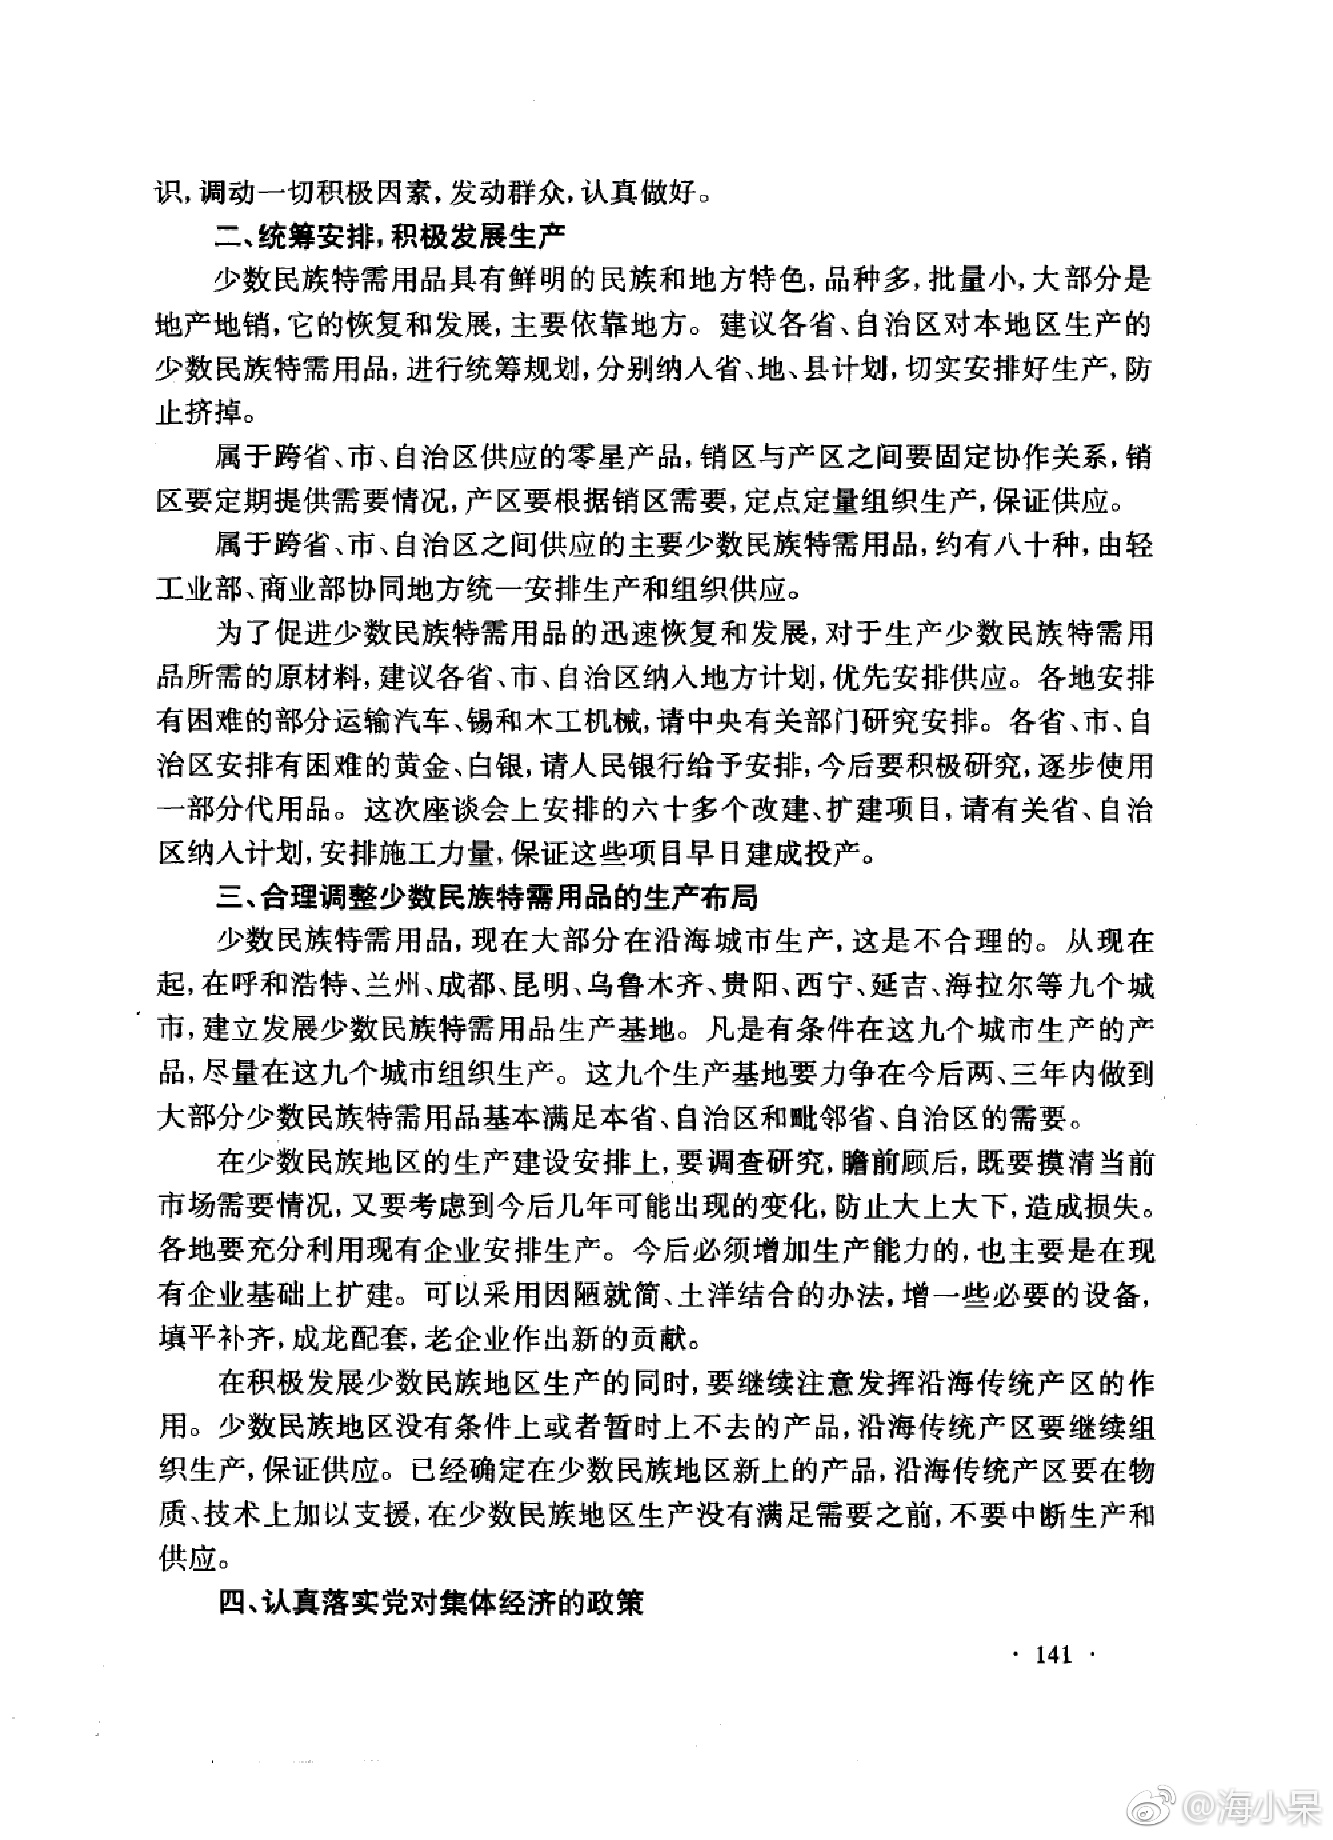 识,调动一切积极因素,发动群众,认真做好。
二、统筹安排,积极发展生产
少数民族特需用品具有鲜明的民族和地方特色,品种多,批量小,大部分是
地产地销,它的恢复和发展,主要依靠地方。建议各省、自治区对本地区生产的
少数民族特需用品,进行统筹规划,分别纳入省、地、县计划,切实安排好生产,防
止挤掉。
属于跨省、市、自治区供应的零星产品,销区与产区之间要固定协作关系,销
区要定期提供需要情况,产区要根据销区需要,定点定量组织生产,保证供应。
属于跨省、市、自治区之间供应的主要少数民族特需用品,约有八十种,由轻
工业部、商业部协同地方统一安排生产和组织供应。
为了促进少数民族特需用品的迅速恢复和发展,对于生产少数民族特需用
品所需的原材料,建议各省、市、自治区纳入地方计划,优先安排供应。各地安排
有困难的部分运输汽车、锡和木工机械,请中央有关部门研究安排。各省、市、自
治区安排有困难的黄金、白银,请人民银行给予安排,今后要积极研究,逐步使用
一部分代用品。这次座谈会上安排的六十多个改建、扩建项目,请有关省、自治
区纳入计划,安排施工力量,保证这些项目早日建成投产。
三、合理调整少数民族特需用品的生产布局
少数民族特需用品,现在大部分在沿海城市生产,这是不合理的。从现在
起,在呼和浩特、兰州、成都、昆明、乌鲁木齐、贵阳、西宁、延吉、海拉尔等九个城
市,建立发展少数民族特需用品生产基地。凡是有条件在这九个城市生产的产
品,尽量在这九个城市组织生产。这九个生产基地要力争在今后两、三年内做到
大部分少数民族特需用品基本满足本省、自治区和毗邻省、自治区的需要。
在少数民族地区的生产建设安排上,要调查研究,瞻前顾后,既要摸清当前
市场需要情况,又要考虑到今后几年可能出现的变化,防止大上大下,造成损失。
各地要充分利用现有企业安排生产。今后必须增加生产能力的,也主要是在现
有企业基础上扩建。可以采用因陋就简、土洋结合的办法,增一些必要的设备,
填平补齐,成龙配套,老企业作出新的贡献。
在积极发展少数民族地区生产的同时,要继续注意发挥沿海传统产区的作
用。少数民族地区没有条件上或者暂时上不去的产品,沿海传统产区要继续组
织生产,保证供应。已经确定在少数民族地区新上的产品,沿海传统产区要在物
质、技术上加以支援,在少数民族地区生产没有满足需要之前,不要中断生产和
供应。
四、认真落实党对集体经济的政策
· 141 ·
@海小呆